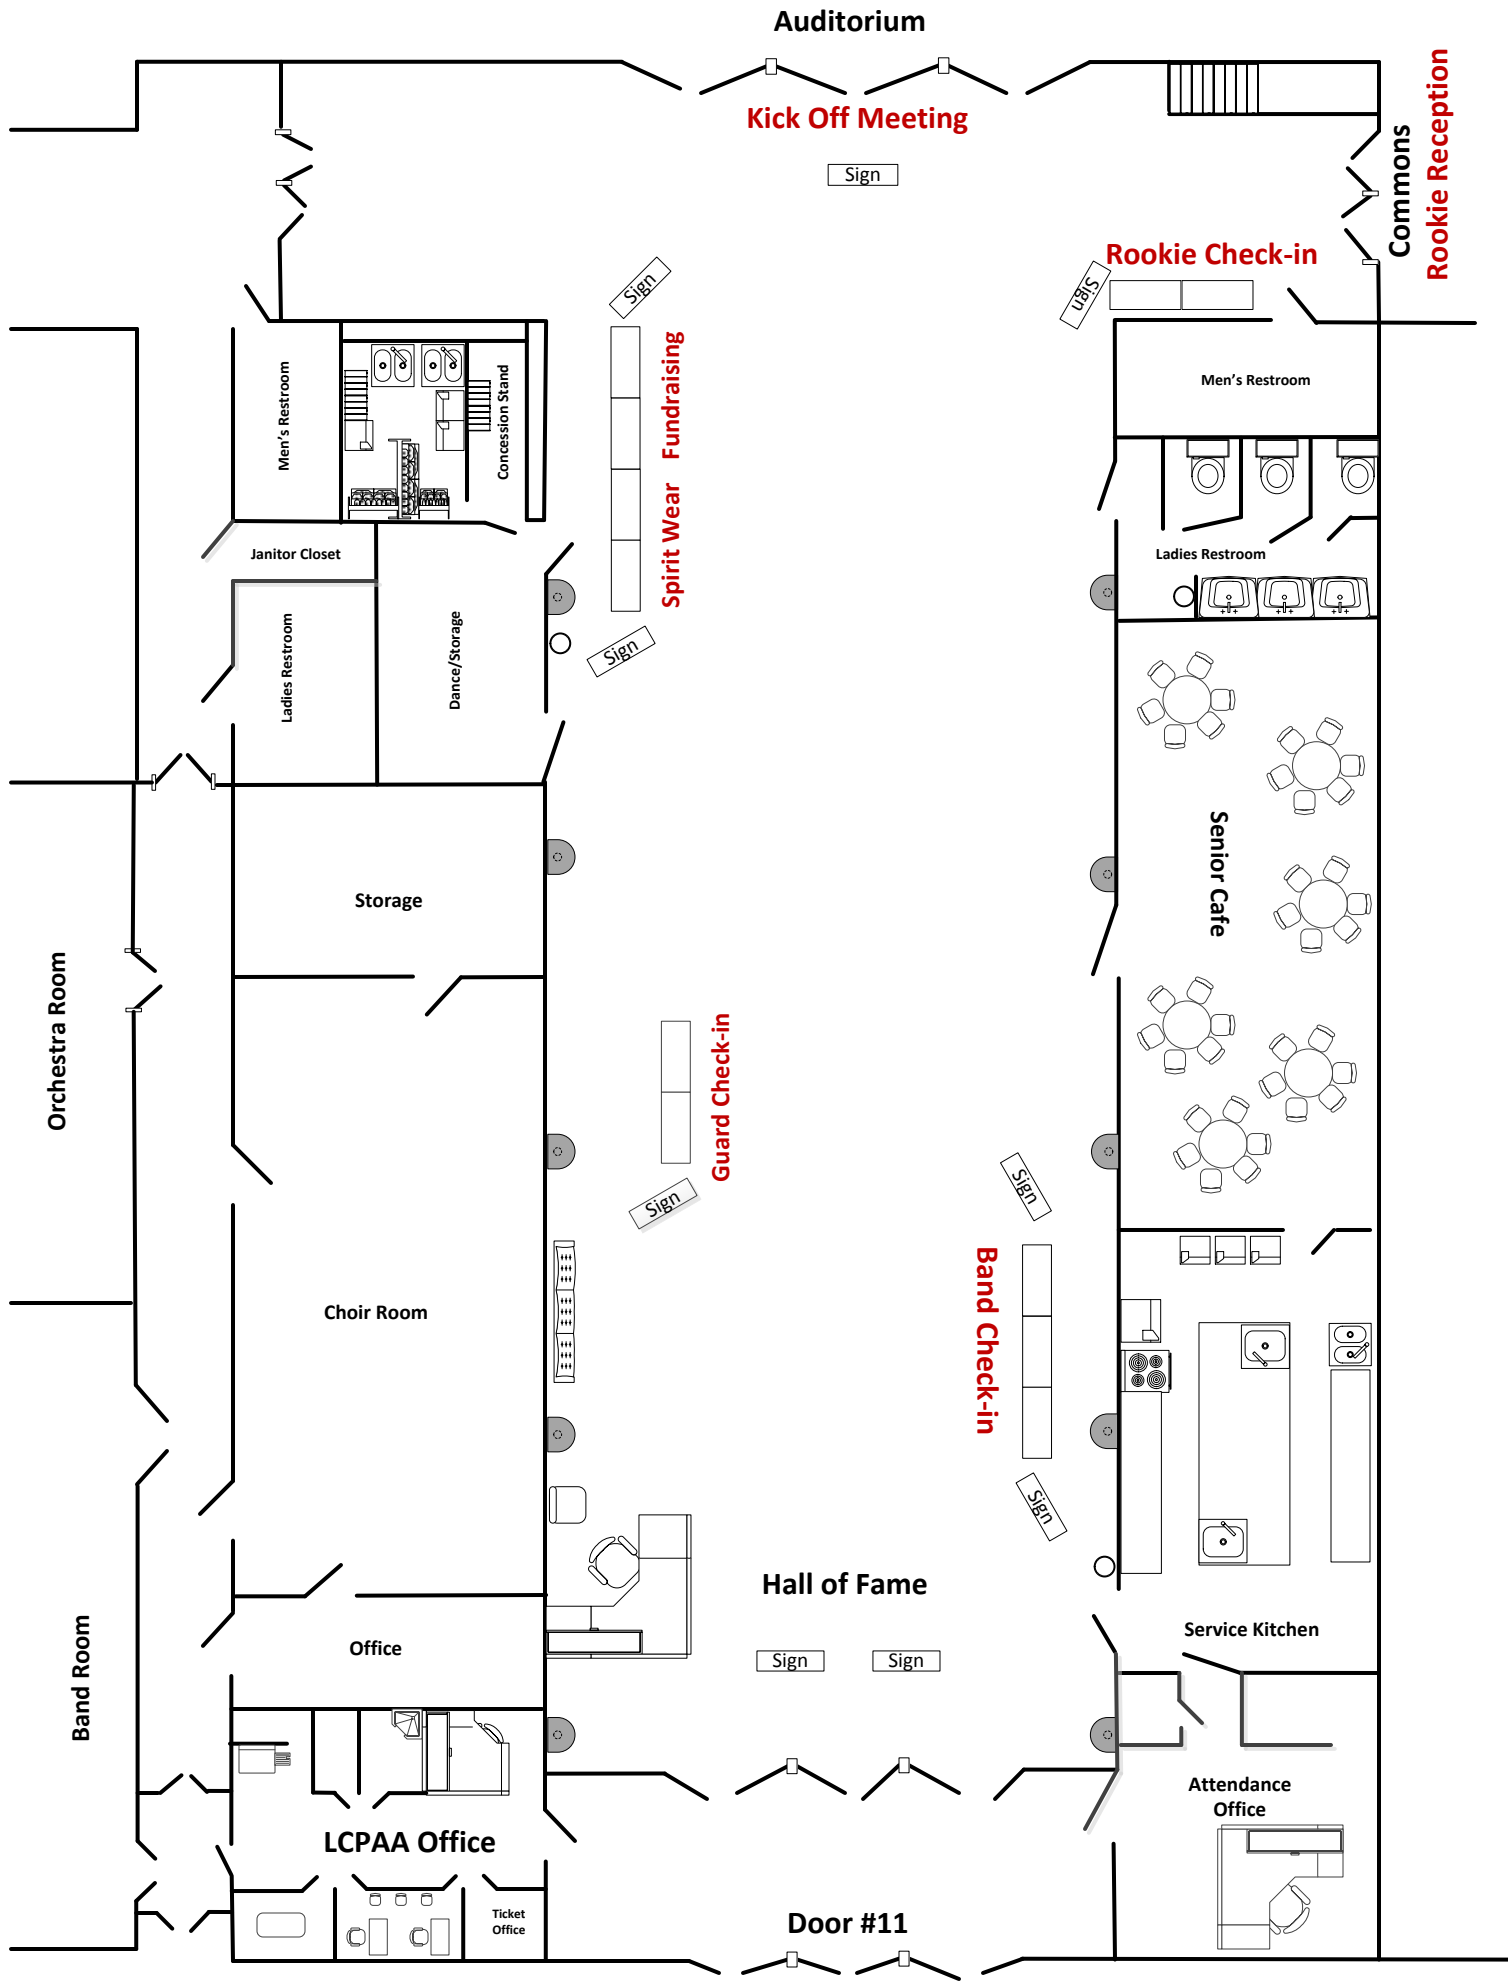 Auditorium
Kick Off Meeting
Sign
Commons
Rookie Reception
Rookie Check-in
Sign
Sign
Fundraising
Spirit Wear
Sign
Men's Restroom
Concession Stand
Men's Restroom
Janitor Closet
Ladies Restroom
Ladies Restroom
Dance/Storage
Storage
Senior Cafe
Orchestra Room
Guard Check-in
Sign
Sign
Choir Room
Band Check-in
Sign
Hall of Fame
Sign
Sign
Office
Service Kitchen
Band Room
Attendance
Office
LCPAA Office
Ticket
Office
Door #11